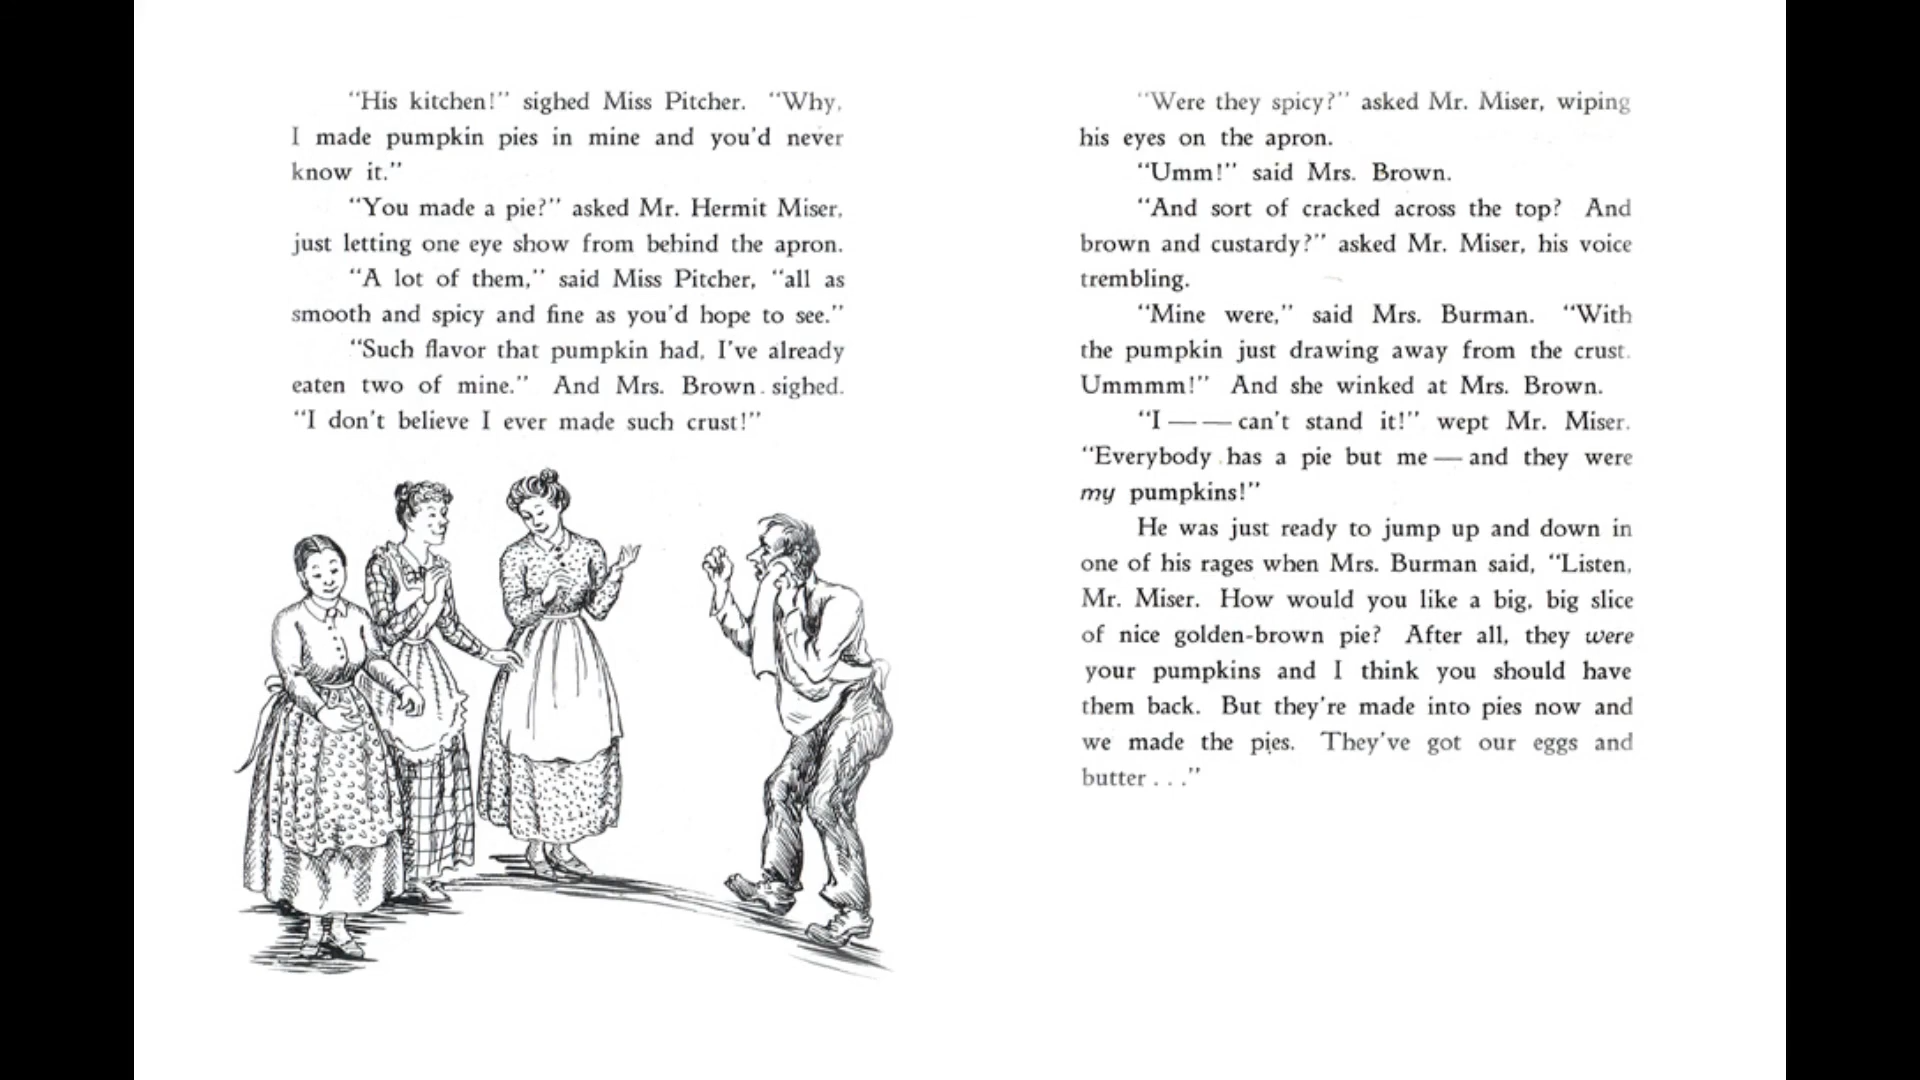 "His kitchen!" sighed Miss Pitcher. "Why,
I made pumpkin pies in mine and you'd never
know it."
"You made a pie?" asked Mr. Hermit Miser,
just letting one eye show from behind the apron.
"A lot of them," said Miss Pitcher, "all as
smooth and spicy and fine as you'd hope to see."
"Such flavor that pumpkin had, I've already
eaten two of mine." And Mrs. Brown sighed.
"I don't believe I ever made such crust!"
"Were they spicy?" asked Mr. Miser, wiping
his eyes on the apron.
"Umm!" said Mrs. Brown.
"And sort of cracked across the top? And
brown and custardy?" asked Mr. Miser, his voice
trembling.
"Mine were," said Mrs. Burman. "With
the pumpkin just drawing away from the crust.
Ummmm!" And she winked at Mrs. Brown.
"I — — can't stand it!" wept Mr. Miser.
"Everybody has a pie but me — and they were
my pumpkins!"
He was just ready to jump up and down in
one of his rages when Mrs. Burman said, "Listen,
Mr. Miser. How would you like a big, big slice
of nice golden-brown pie? After all, they were
your pumpkins and I think you should have
them back. But they're made into pies now and
we made the pies. They've got our eggs and
butter . . ."